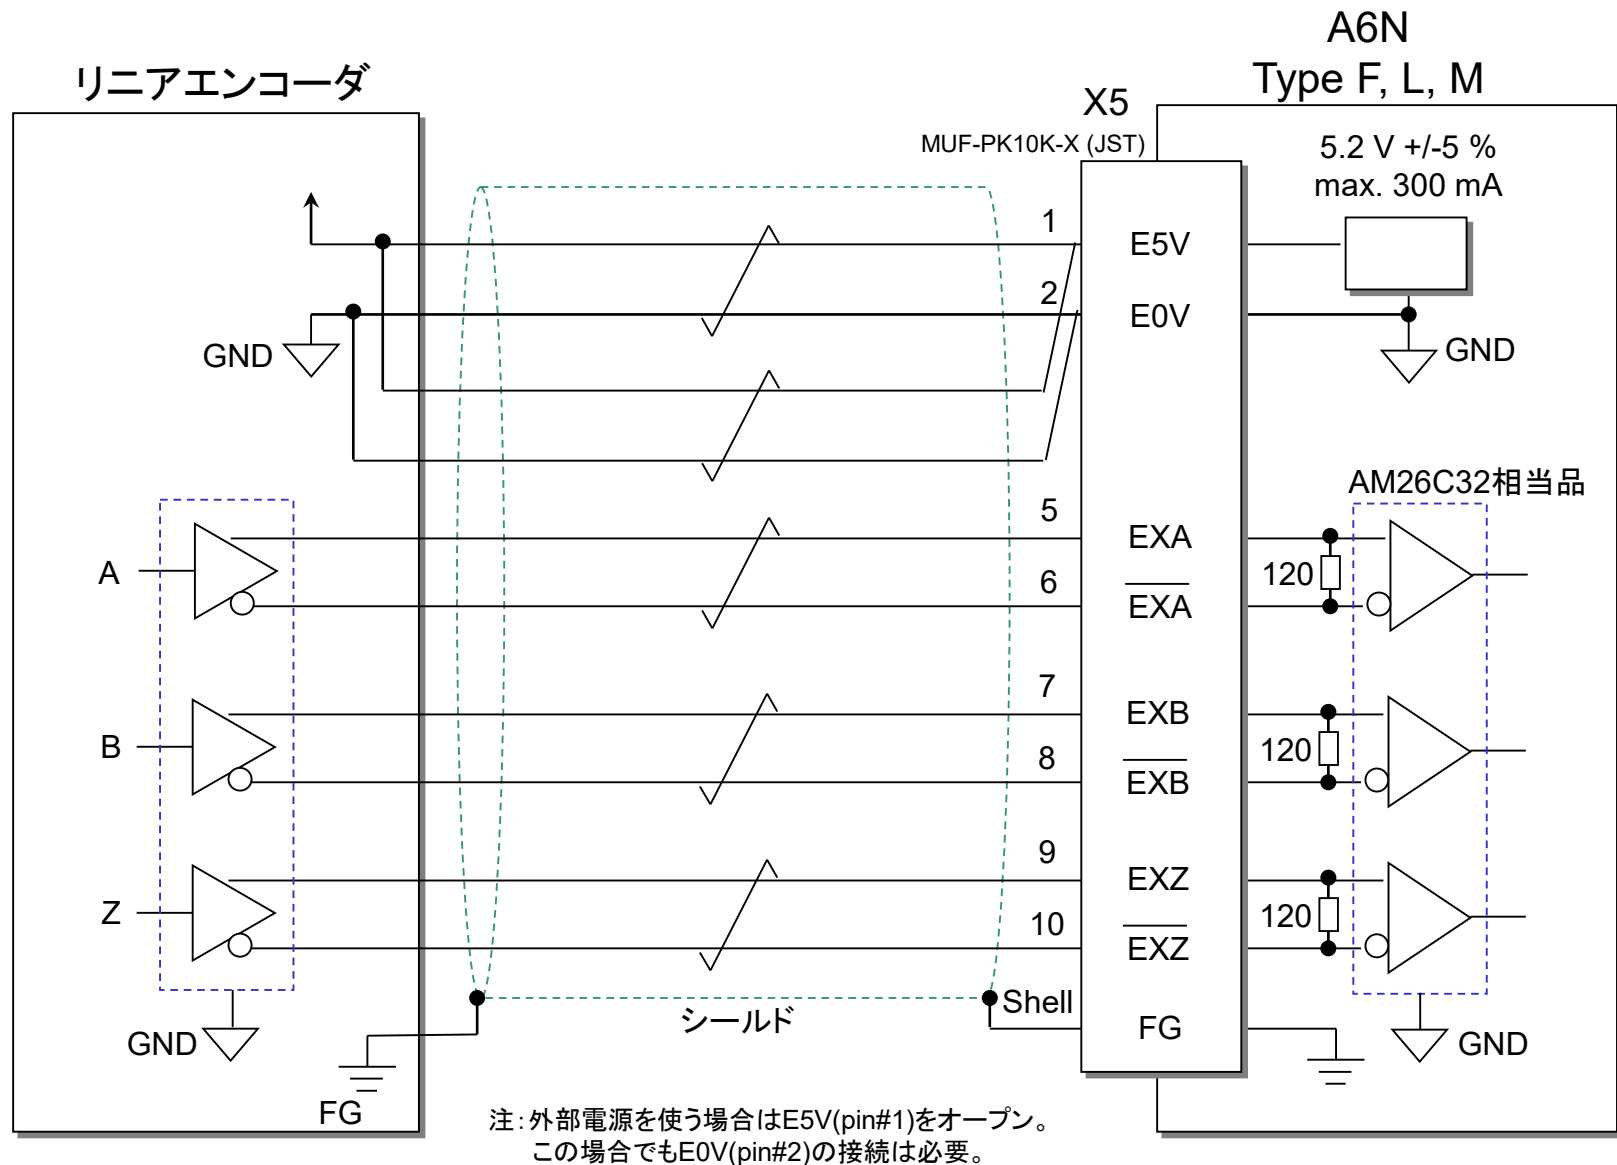 A6N
Type F, L, M
リニアエンコーダ
X5
MUF-PK10K-X (JST)
5.2 V +/-5 %
max. 300 mA
1
E5V
2
E0V
GND
GND
AM26C32相当品
5
EXA
A
120
6
EXA
7
EXB
B
120
8
EXB
9
EXZ
Z
120
10
EXZ
Shell
シールド
FG
GND
GND
FG
注：外部電源を使う場合はE5V(pin#1)をオープン。
この場合でもE0V(pin#2)の接続は必要。